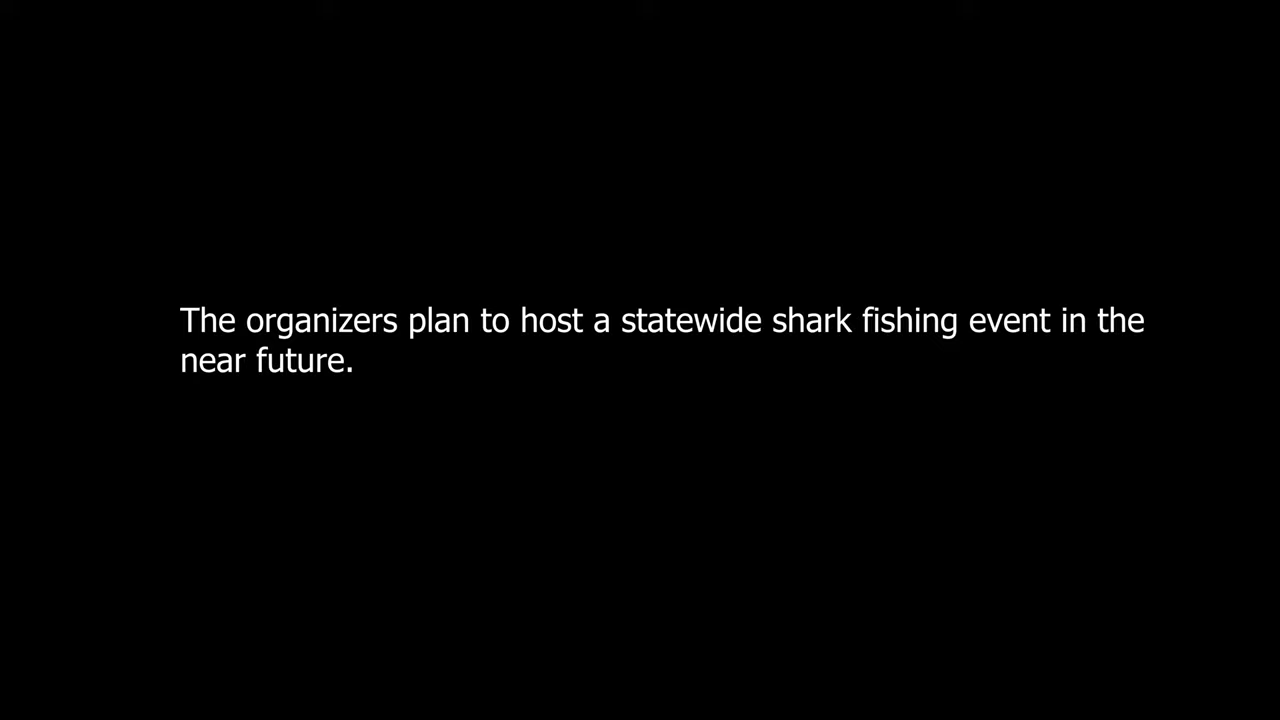 The organizers plan to host a statewide shark fishing event in the
near future.